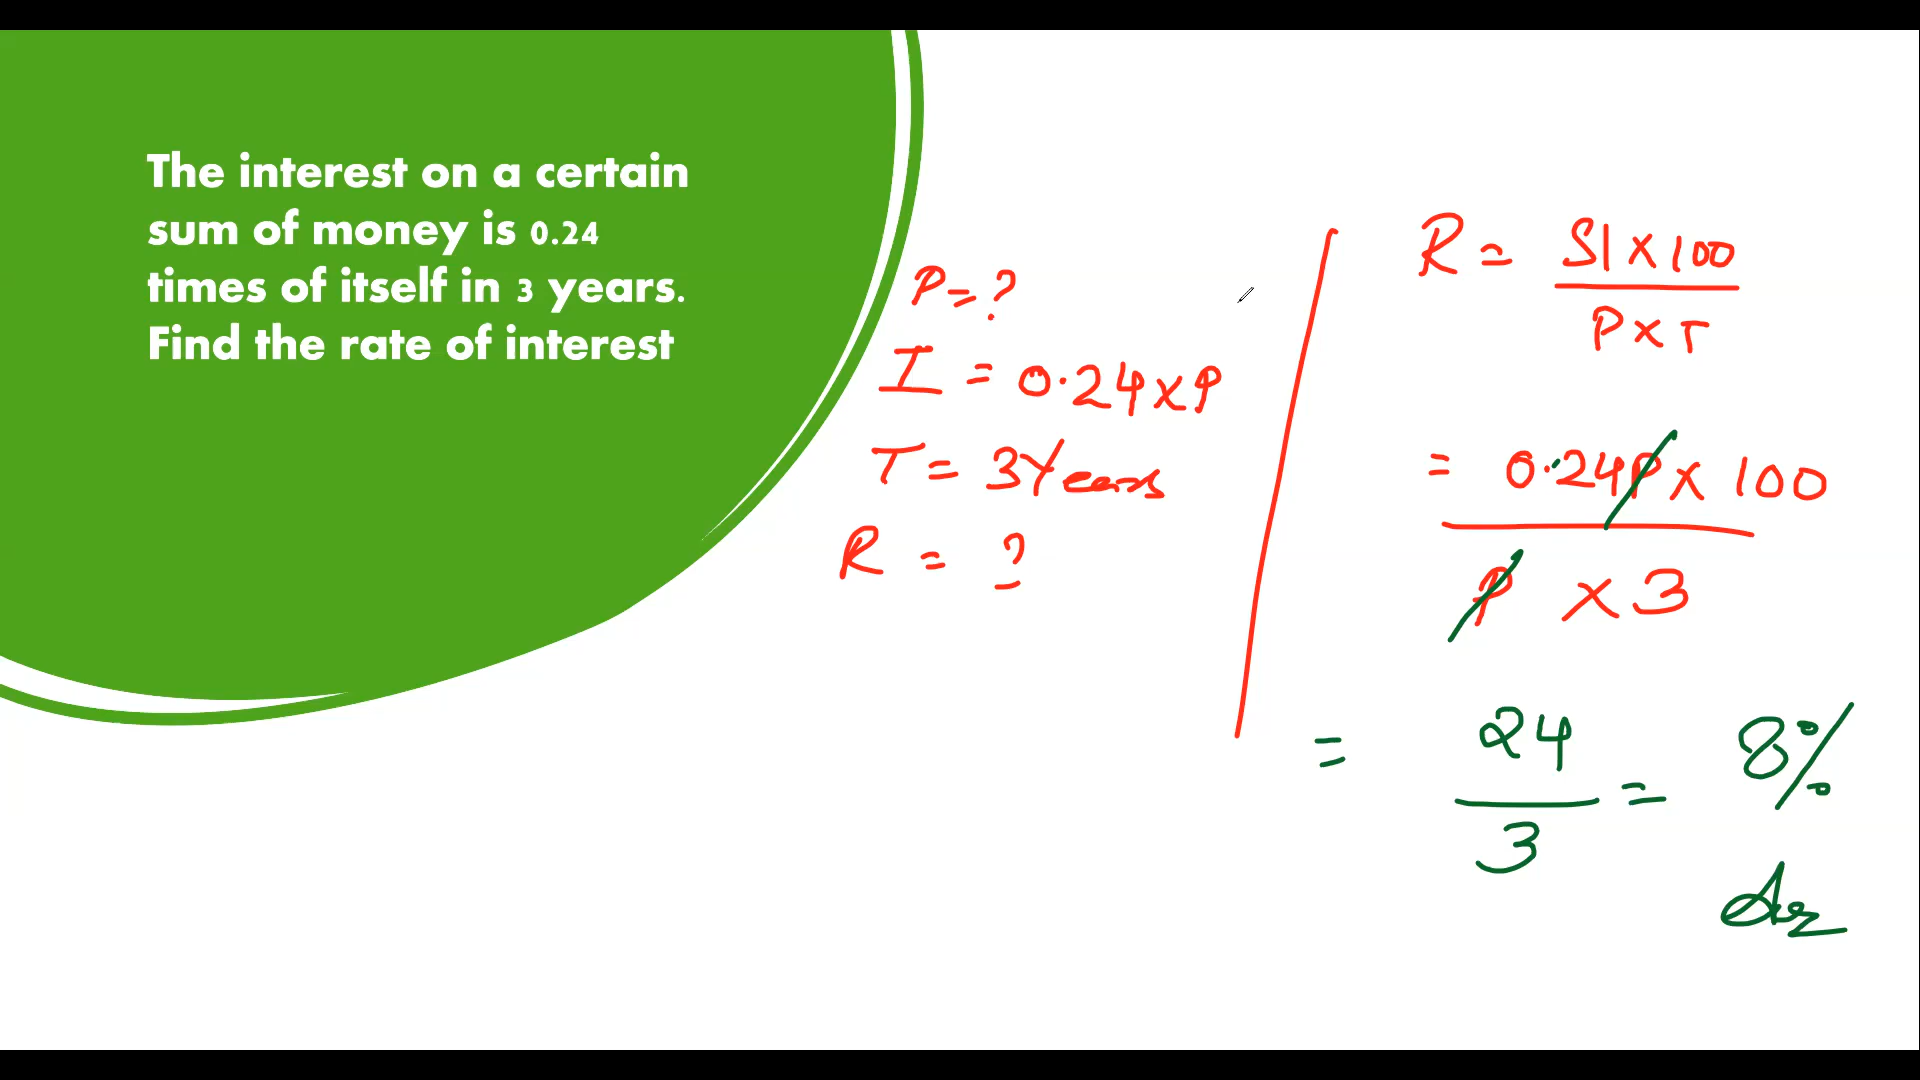 The interest on a certain
sum of money is 0.24
times of itself in 3 years.
Find the rate of interest
P = ?
I = 0.24 x P
T = 3 Years
R = ?
R = SI x 100
P x T
= 0.24P x 100
P x 3
= 24
3
= 8%
Ans